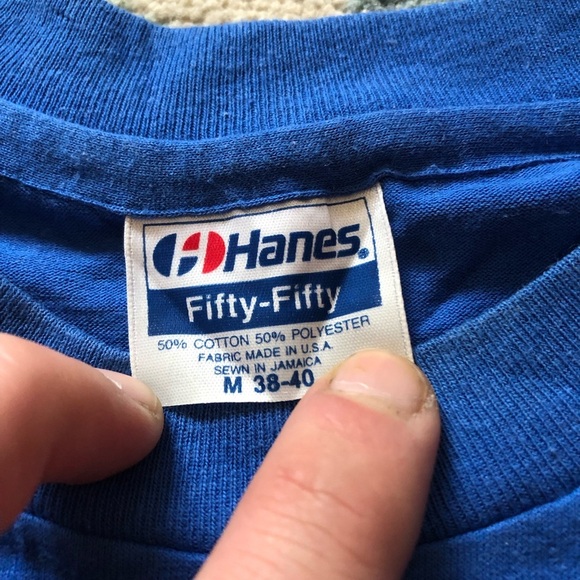 Hanes®
Fifty-Fifty
50% COTTON 50% POLYESTER
FABRIC MADE IN U.S.A.
SEWN IN JAMAICA
M 38-40